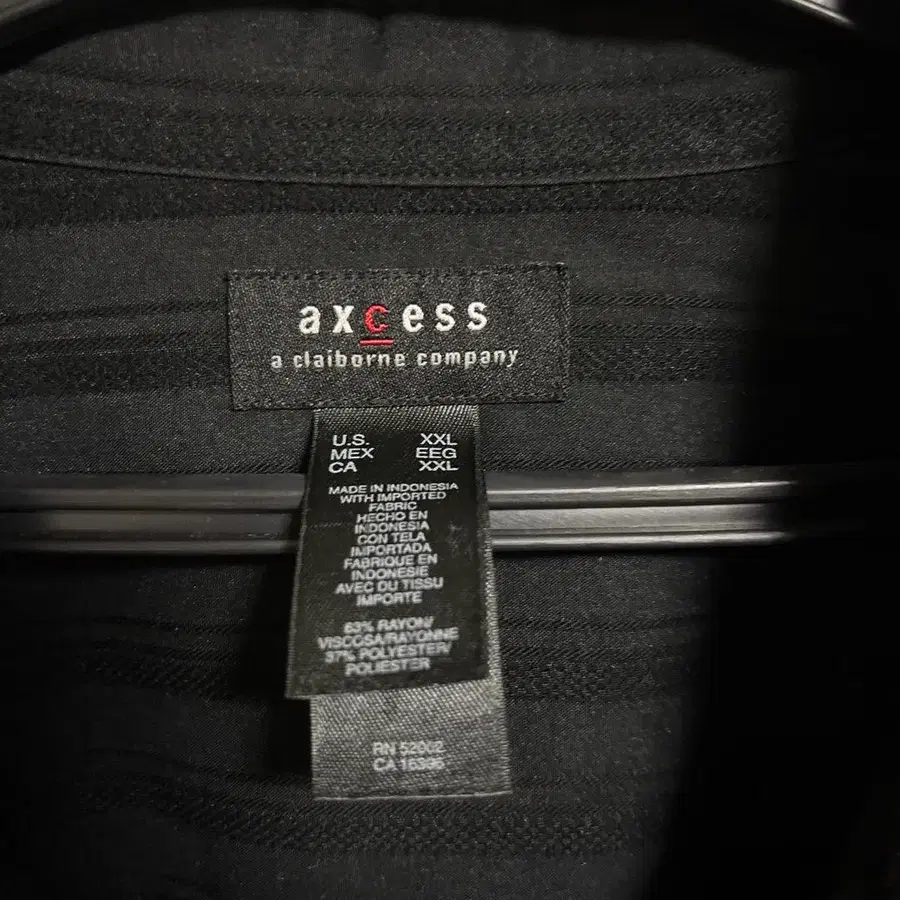 axcess
a claiborne company
U.S. XXL
MEX EEG
CA XXL
MADE IN INDONESIA
WITH IMPORTED
FABRIC
HECHO EN
INDONESIA
CON TELA
IMPORTADA
FABRIQUE EN
INDONESIE
AVEC DU TISSU
IMPORTE
63% RAYON/
VISCOSA/RAYONNE
37% POLYESTER/
POLIESTER
RN 52002
CA